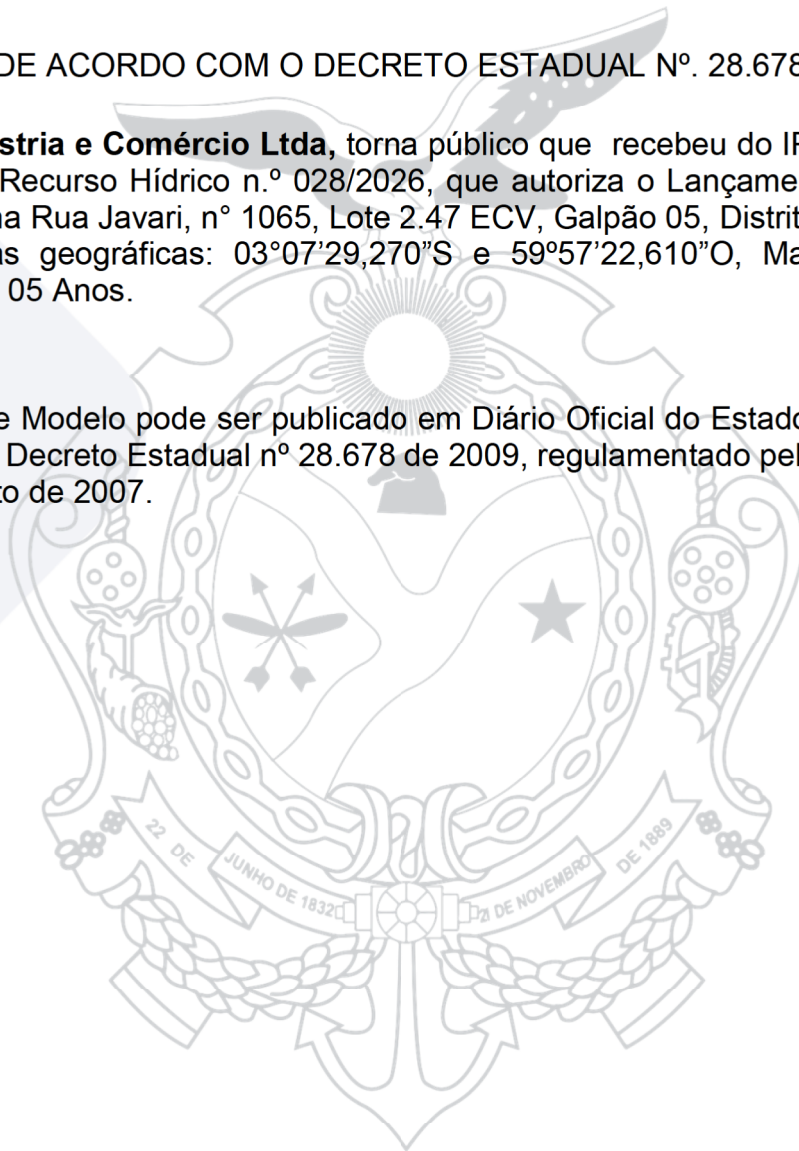 DE ACORDO COM O DECRETO ESTADUAL Nº. 28.678
stria e Comércio Ltda, torna público que recebeu do IP
Recurso Hídrico n.º 028/2026, que autoriza o Lançame
na Rua Javari, n° 1065, Lote 2.47 ECV, Galpão 05, Distrit
as geográficas: 03°07’29,270”S e 59º57’22,610”O, Ma
05 Anos.
e Modelo pode ser publicado em Diário Oficial do Estado
Decreto Estadual nº 28.678 de 2009, regulamentado pel
to de 2007.
22 DE JUNHO DE 1832
21 DE NOVEMBRO DE 1889